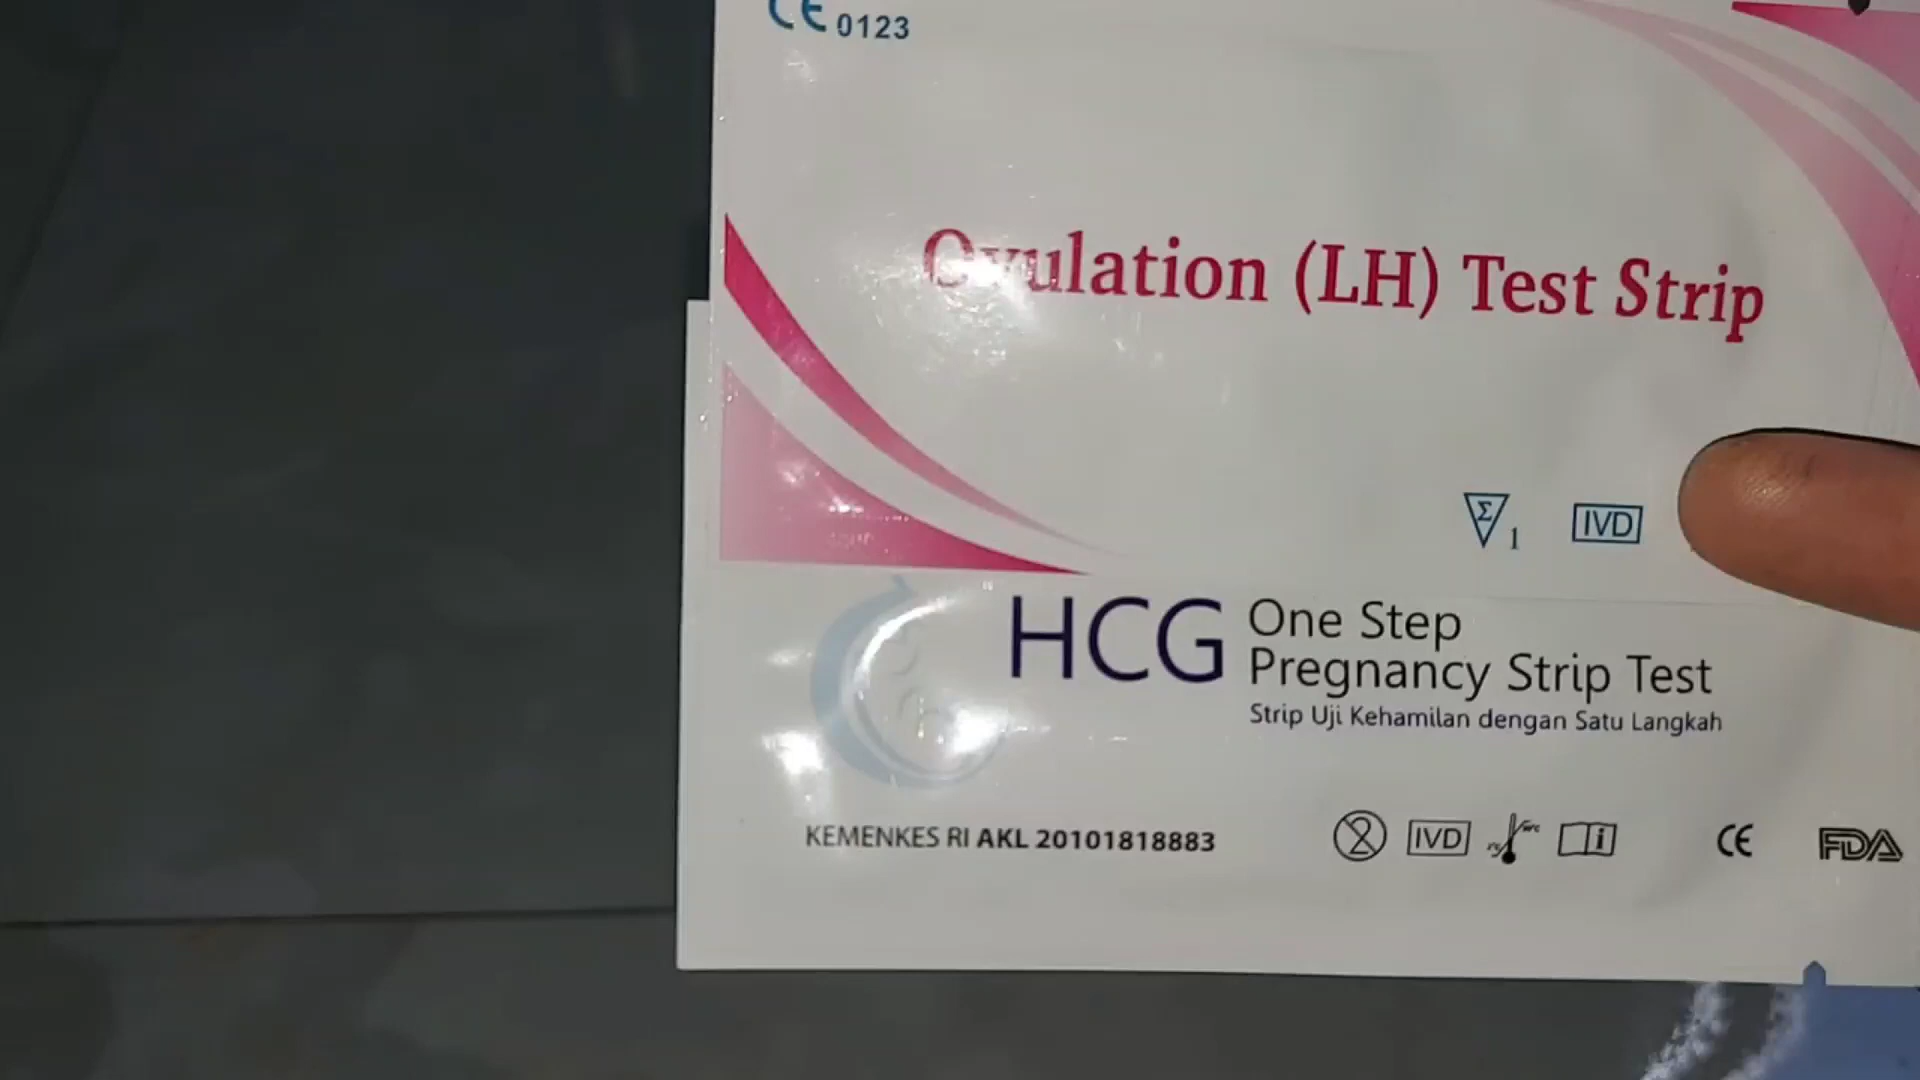 CE 0123
Ovulation (LH) Test Strip
Σ 1 IVD
HCG One Step
Pregnancy Strip Test
Strip Uji Kehamilan dengan Satu Langkah
KEMENKES RI AKL 20101818883
2 IVD i CE FDA